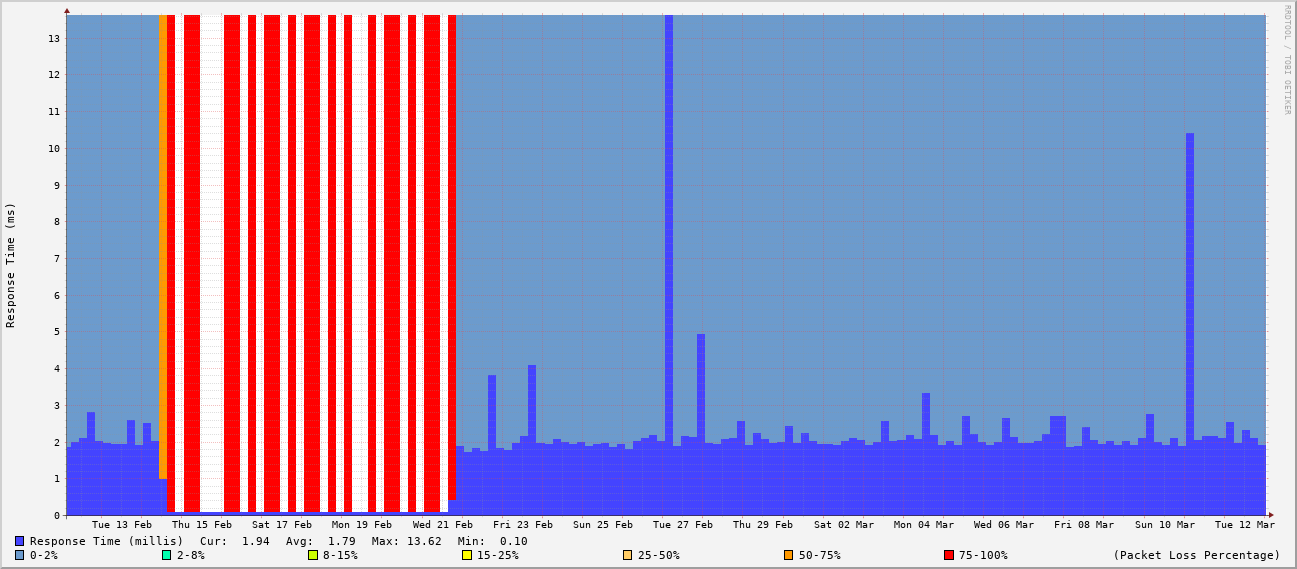 RRDTOOL / TOBI OETIKER
Response Time (ms)
13
12
11
10
9
8
7
6
5
4
3
2
1
0
Tue 13 Feb Thu 15 Feb Sat 17 Feb Mon 19 Feb Wed 21 Feb Fri 23 Feb Sun 25 Feb Tue 27 Feb Thu 29 Feb Sat 02 Mar Mon 04 Mar Wed 06 Mar Fri 08 Mar Sun 10 Mar Tue 12 Mar
Response Time (millis) Cur: 1.94 Avg: 1.79 Max: 13.62 Min: 0.10
0-2% 2-8% 8-15% 15-25% 25-50% 50-75% 75-100% (Packet Loss Percentage)